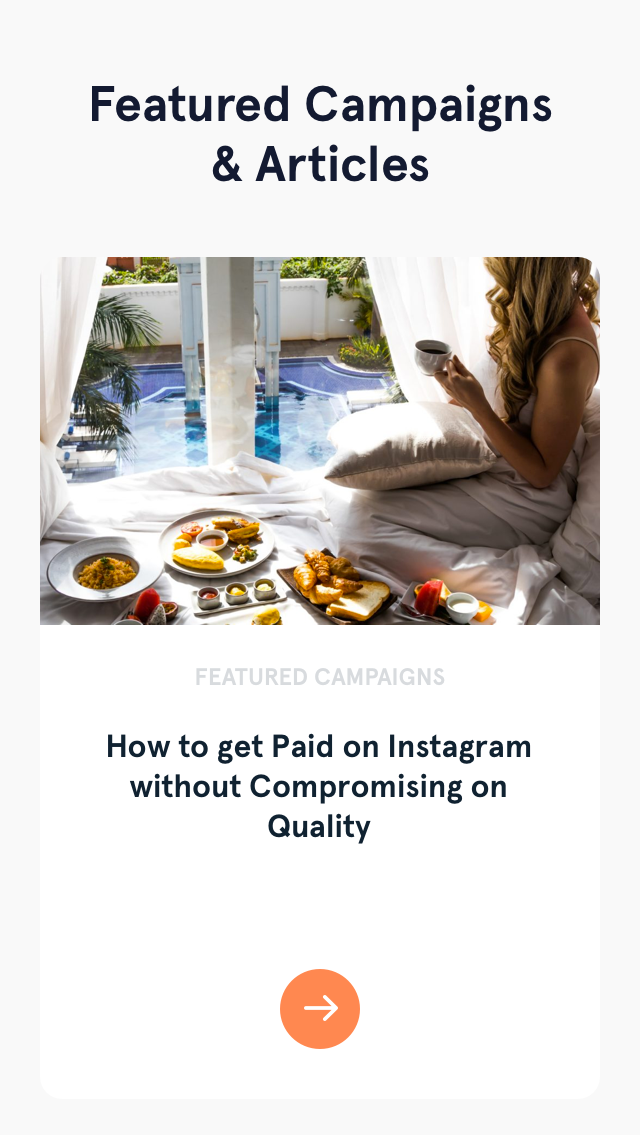 Featured Campaigns
& Articles
FEATURED CAMPAIGNS
How to get Paid on Instagram
without Compromising on
Quality